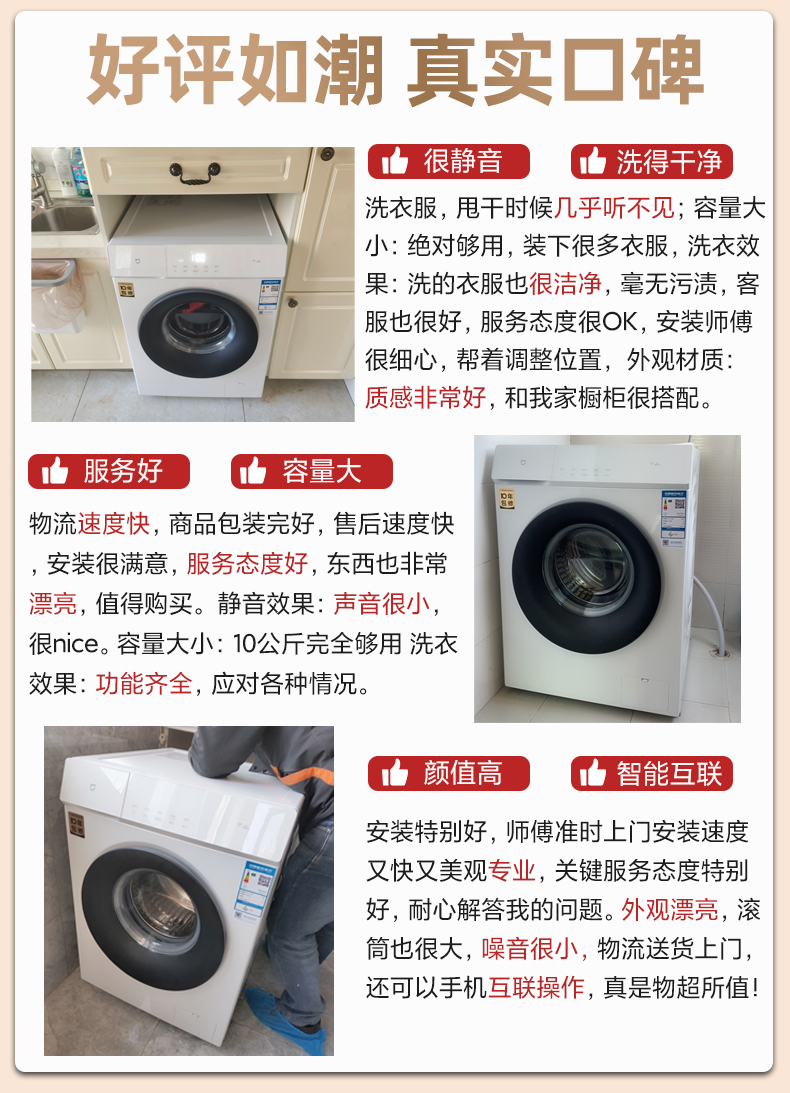 好评如潮 真实口碑
很静音
洗得干净
洗衣服, 甩干时候几乎听不见; 容量大
小: 绝对够用, 装下很多衣服, 洗衣效
果: 洗的衣服也很洁净, 毫无污渍, 客
服也很好, 服务态度很OK, 安装师傅
很细心, 帮着调整位置, 外观材质:
质感非常好, 和我家橱柜很搭配。
服务好
容量大
物流速度快, 商品包装完好, 售后速度快
, 安装很满意, 服务态度好, 东西也非常
漂亮, 值得购买。静音效果: 声音很小,
很nice。容量大小: 10公斤完全够用 洗衣
效果: 功能齐全, 应对各种情况。
10年
包修
颜值高
智能互联
安装特别好, 师傅准时上门安装速度
又快又美观专业, 关键服务态度特别
好, 耐心解答我的问题。外观漂亮, 滚
筒也很大, 噪音很小, 物流送货上门,
还可以手机互联操作, 真是物超所值!